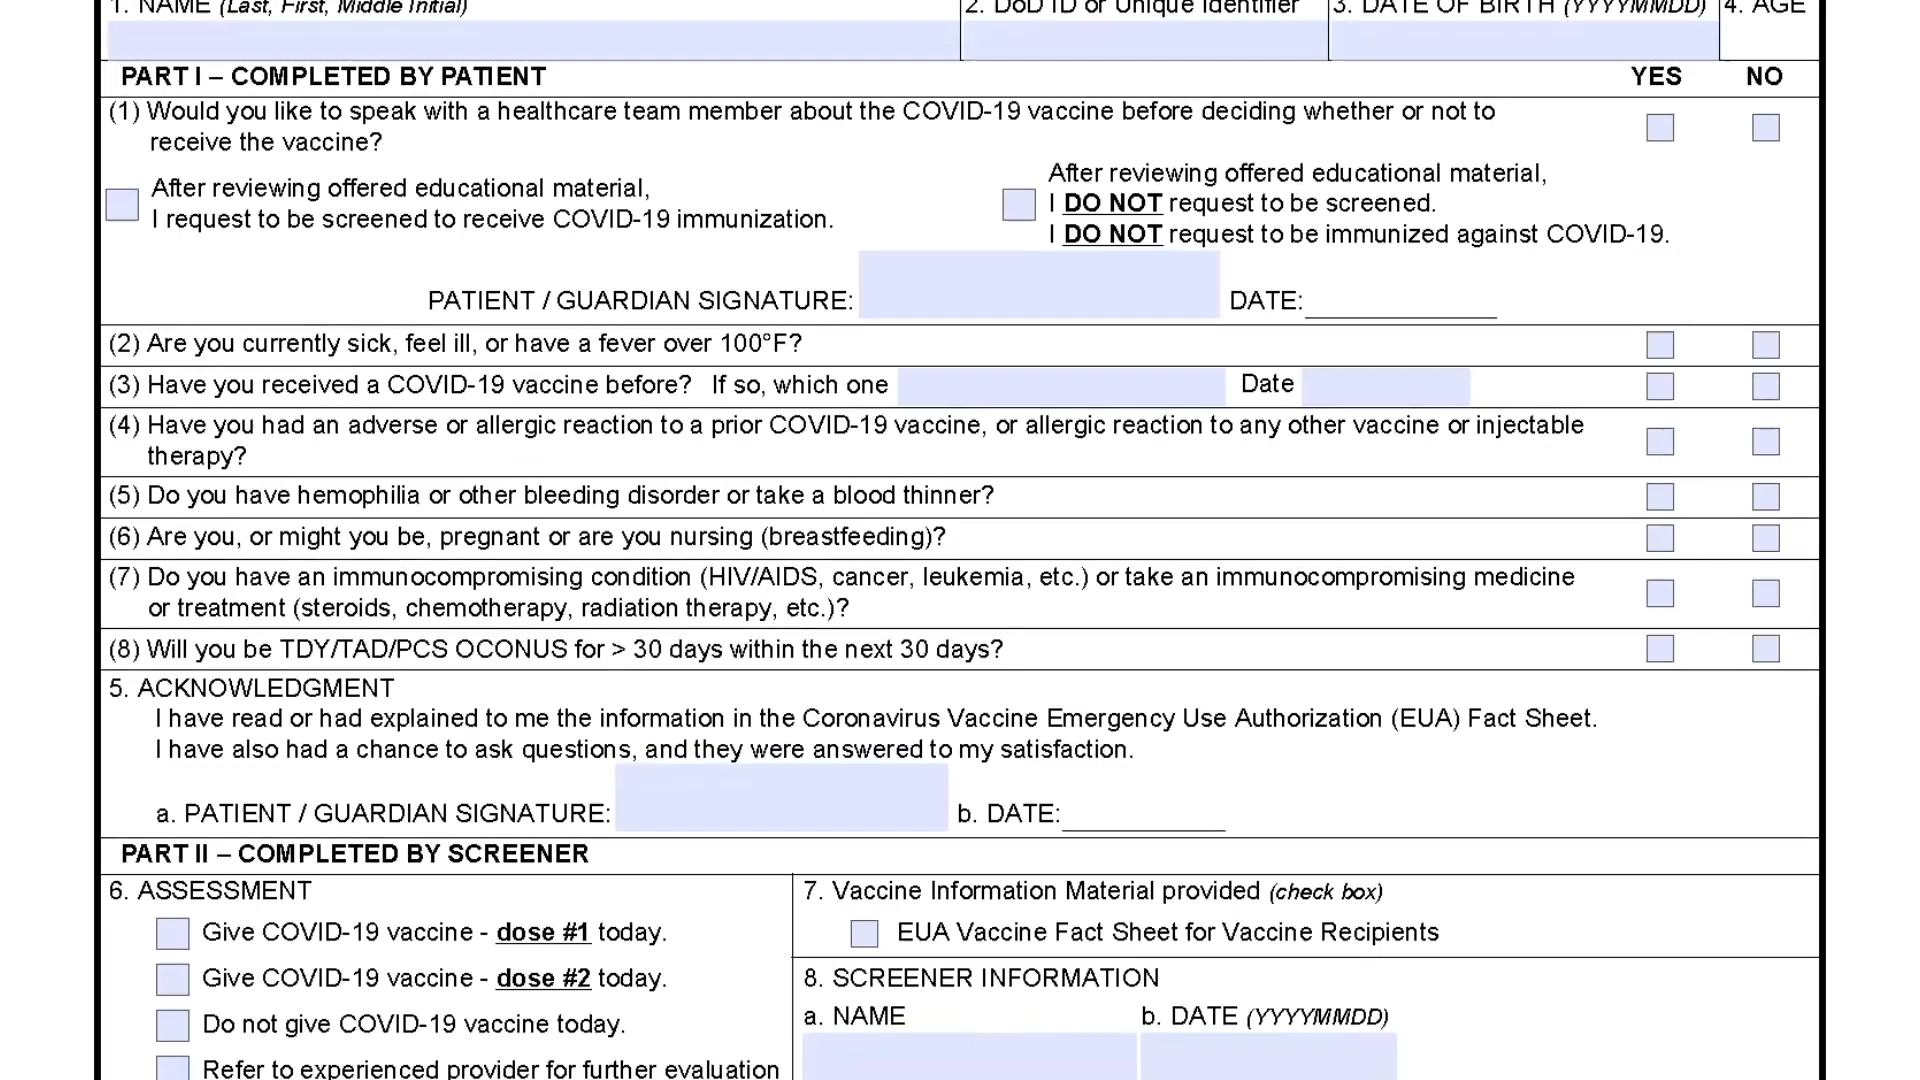 1. NAME (Last, First, Middle Initial) 2. DoD ID or Unique Identifier 3. DATE OF BIRTH (YYYYMMDD) 4. AGE
PART I – COMPLETED BY PATIENT YES NO
(1) Would you like to speak with a healthcare team member about the COVID-19 vaccine before deciding whether or not to
receive the vaccine?
After reviewing offered educational material,
I request to be screened to receive COVID-19 immunization.
After reviewing offered educational material,
I DO NOT request to be screened.
I DO NOT request to be immunized against COVID-19.
PATIENT / GUARDIAN SIGNATURE: DATE:
(2) Are you currently sick, feel ill, or have a fever over 100°F?
(3) Have you received a COVID-19 vaccine before? If so, which one Date
(4) Have you had an adverse or allergic reaction to a prior COVID-19 vaccine, or allergic reaction to any other vaccine or injectable
therapy?
(5) Do you have hemophilia or other bleeding disorder or take a blood thinner?
(6) Are you, or might you be, pregnant or are you nursing (breastfeeding)?
(7) Do you have an immunocompromising condition (HIV/AIDS, cancer, leukemia, etc.) or take an immunocompromising medicine
or treatment (steroids, chemotherapy, radiation therapy, etc.)?
(8) Will you be TDY/TAD/PCS OCONUS for > 30 days within the next 30 days?
5. ACKNOWLEDGMENT
I have read or had explained to me the information in the Coronavirus Vaccine Emergency Use Authorization (EUA) Fact Sheet.
I have also had a chance to ask questions, and they were answered to my satisfaction.
a. PATIENT / GUARDIAN SIGNATURE: b. DATE:
PART II – COMPLETED BY SCREENER
6. ASSESSMENT
Give COVID-19 vaccine - dose #1 today.
Give COVID-19 vaccine - dose #2 today.
Do not give COVID-19 vaccine today.
Refer to experienced provider for further evaluation
7. Vaccine Information Material provided (check box)
EUA Vaccine Fact Sheet for Vaccine Recipients
8. SCREENER INFORMATION
a. NAME b. DATE (YYYYMMDD)